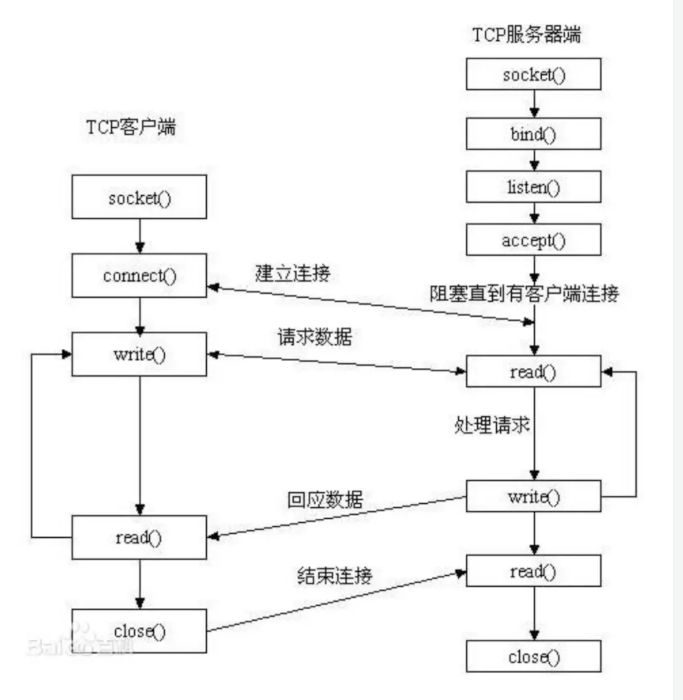 TCP服务器端
socket()
bind()
listen()
accept()
阻塞直到有客户端连接
read()
处理请求
write()
read()
close()
TCP客户端
socket()
connect()
write()
read()
close()
建立连接
请求数据
回应数据
结束连接
Baidu百科